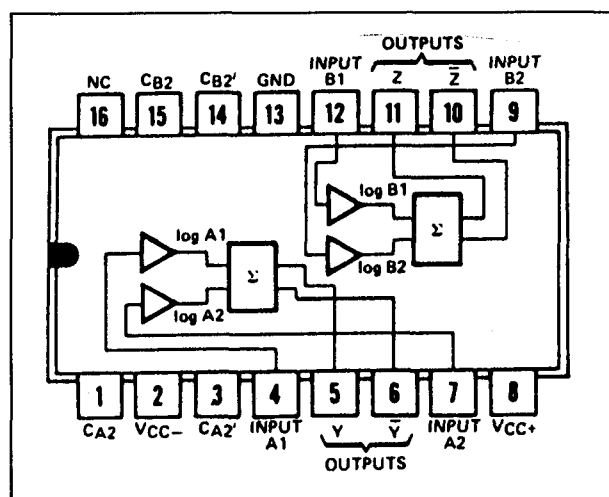 OUTPUTS
INPUT INPUT
NC CB2 CB2' GND B1 Z Z̅ B2
16 15 14 13 12 11 10 9
log B1
Σ
log A1
log B2
Σ
log A2
1 2 3 4 5 6 7 8
CA2 VCC− CA2' INPUT Y Y̅ INPUT VCC+
A1 A2
OUTPUTS